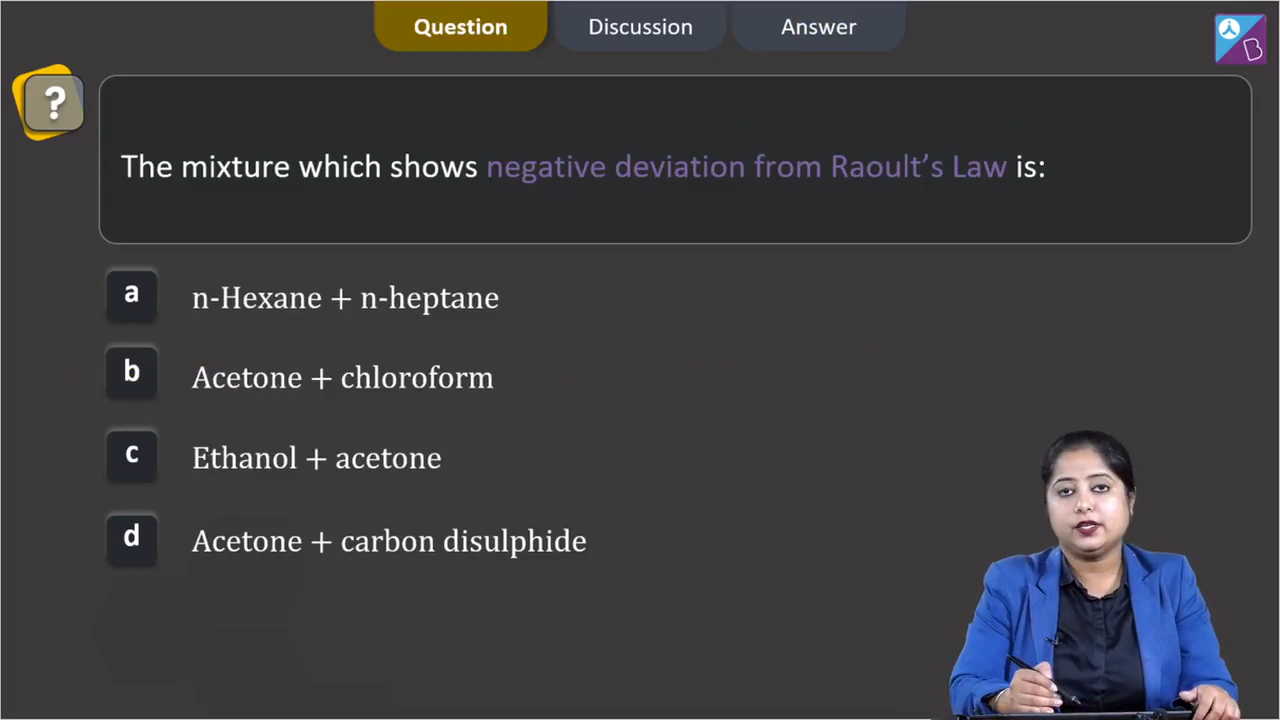 Question Discussion Answer
B
?
The mixture which shows negative deviation from Raoult’s Law is:
a n-Hexane + n-heptane
b Acetone + chloroform
c Ethanol + acetone
d Acetone + carbon disulphide